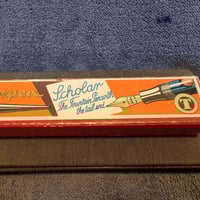 Scholar
The Fountain Pen with
the tail end.
T